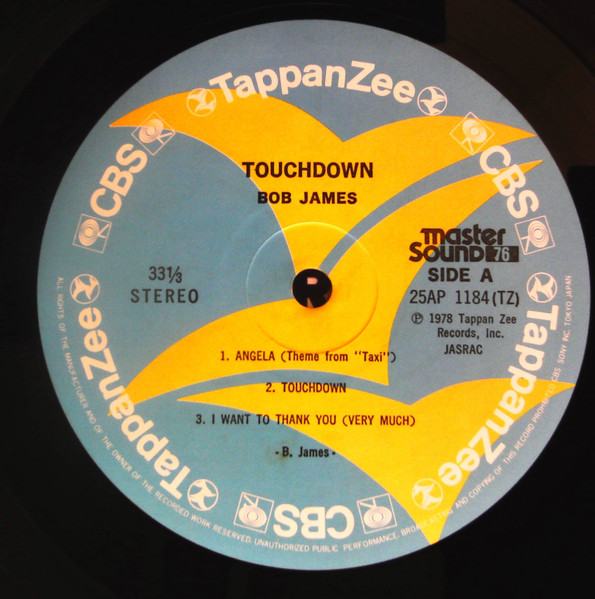 TappanZee
CBS
CBS
TOUCHDOWN
BOB JAMES
master
SOUND 76
SIDE A
33⅓
STEREO
25AP 1184(TZ)
℗ 1978 Tappan Zee
Records, Inc.
JASRAC
R
1. ANGELA (Theme from "Taxi")
2. TOUCHDOWN
3. I WANT TO THANK YOU (VERY MUCH)
- B. James -
TappanZee
TappanZee
CBS
ALL RIGHTS OF THE MANUFACTURER AND OF THE OWNER OF THE RECORDED WORK RESERVED. UNAUTHORIZED PUBLIC PERFORMANCE, BROADCASTING AND COPYING OF THIS RECORD PROHIBITED. CBS SONY INC. TOKYO JAPAN